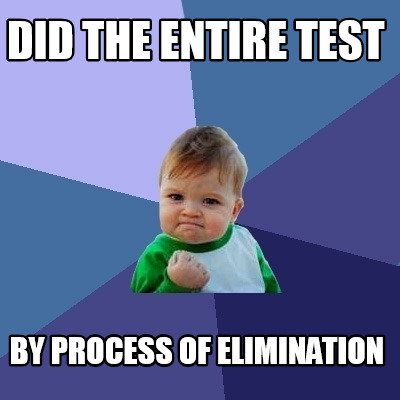 DID THE ENTIRE TEST
BY PROCESS OF ELIMINATION